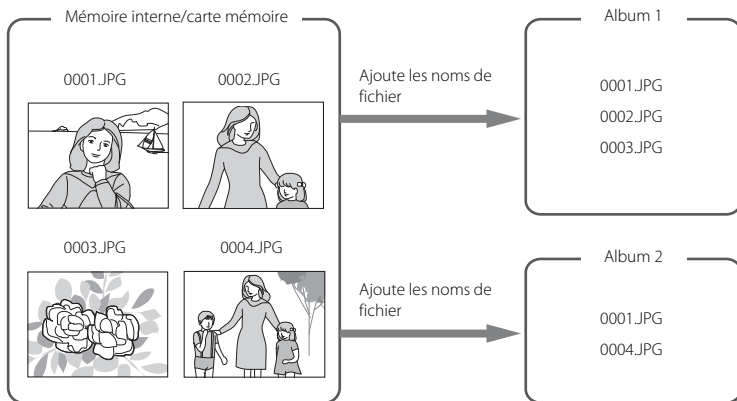 Mémoire interne/carte mémoire
0001.JPG
0002.JPG
0003.JPG
0004.JPG
Ajoute les noms de
fichier
Album 1
0001.JPG
0002.JPG
0003.JPG
Ajoute les noms de
fichier
Album 2
0001.JPG
0004.JPG